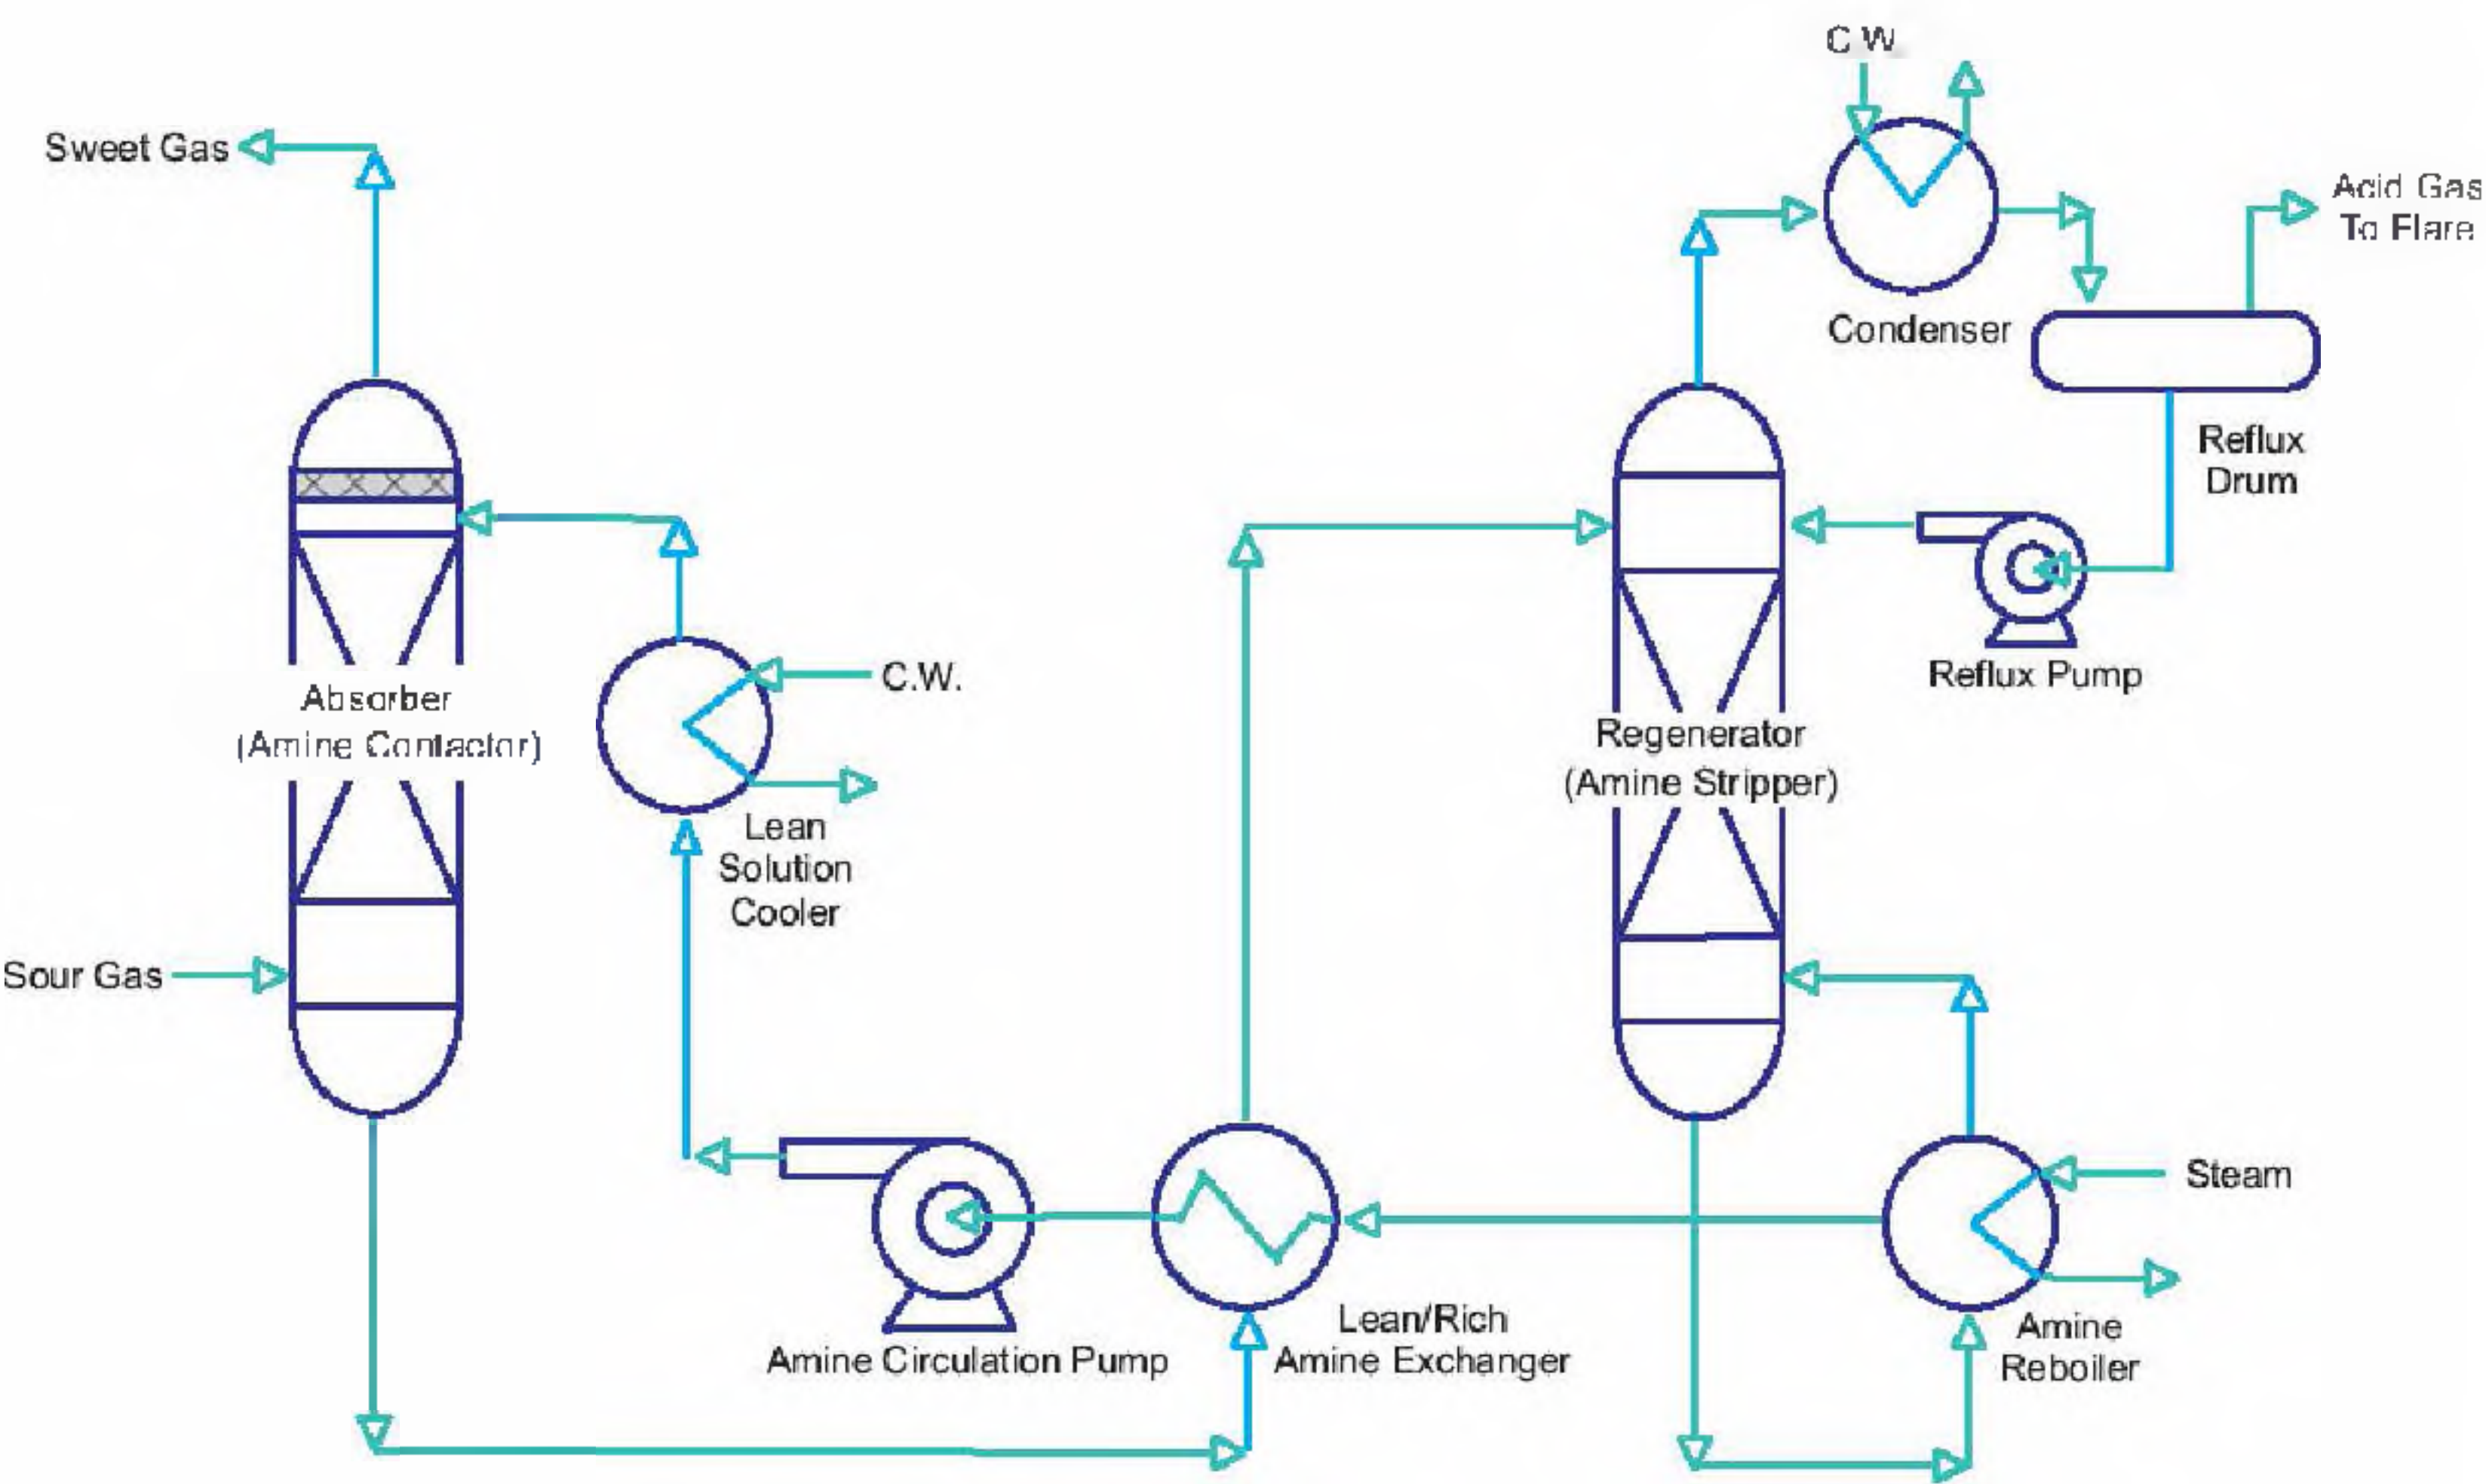 C W
Sweet Gas
Acid Gas
To Flare
Condenser
Reflux
Drum
Reflux Pump
C.W.
Absorber
(Amine Contactor)
Regenerator
(Amine Stripper)
Lean
Solution
Cooler
Sour Gas
Steam
Lean/Rich
Amine Exchanger
Amine Circulation Pump
Amine
Reboiler